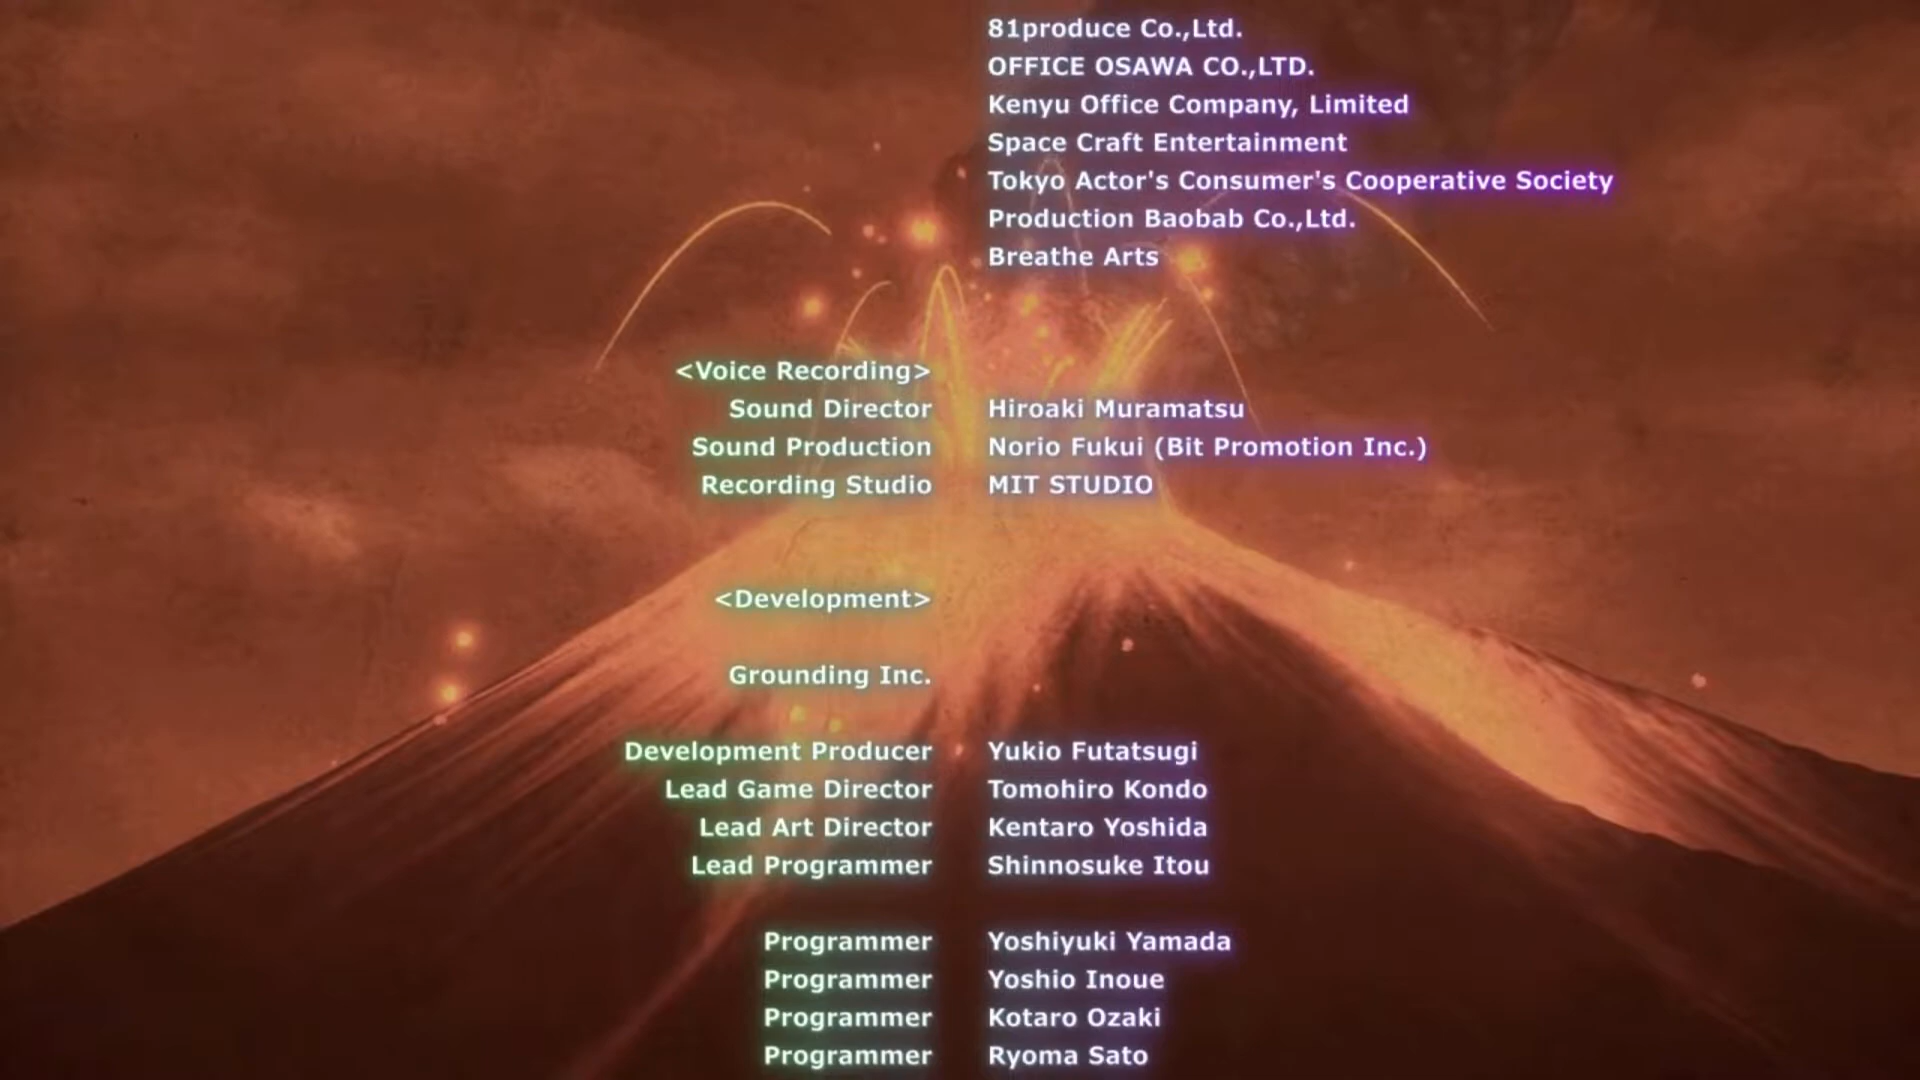 81produce Co.,Ltd.
OFFICE OSAWA CO.,LTD.
Kenyu Office Company, Limited
Space Craft Entertainment
Tokyo Actor's Consumer's Cooperative Society
Production Baobab Co.,Ltd.
Breathe Arts
<Voice Recording>
Sound Director Hiroaki Muramatsu
Sound Production Norio Fukui (Bit Promotion Inc.)
Recording Studio MIT STUDIO
<Development>
Grounding Inc.
Development Producer Yukio Futatsugi
Lead Game Director Tomohiro Kondo
Lead Art Director Kentaro Yoshida
Lead Programmer Shinnosuke Itou
Programmer Yoshiyuki Yamada
Programmer Yoshio Inoue
Programmer Kotaro Ozaki
Programmer Ryoma Sato